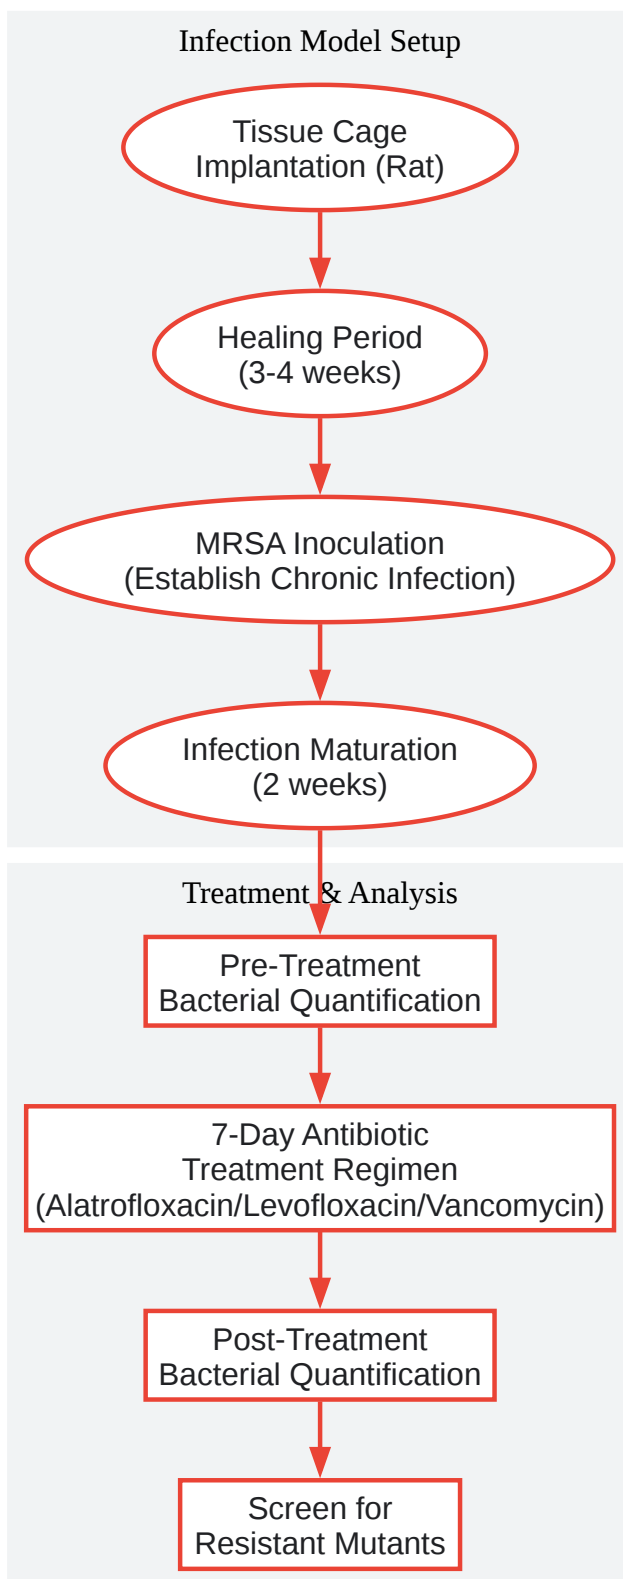 Infection Model Setup
Tissue Cage
Implantation (Rat)
Healing Period
(3-4 weeks)
MRSA Inoculation
(Establish Chronic Infection)
Infection Maturation
(2 weeks)
Treatment & Analysis
Pre-Treatment
Bacterial Quantification
7-Day Antibiotic
Treatment Regimen
(Alatrofloxacin/Levofloxacin/Vancomycin)
Post-Treatment
Bacterial Quantification
Screen for
Resistant Mutants